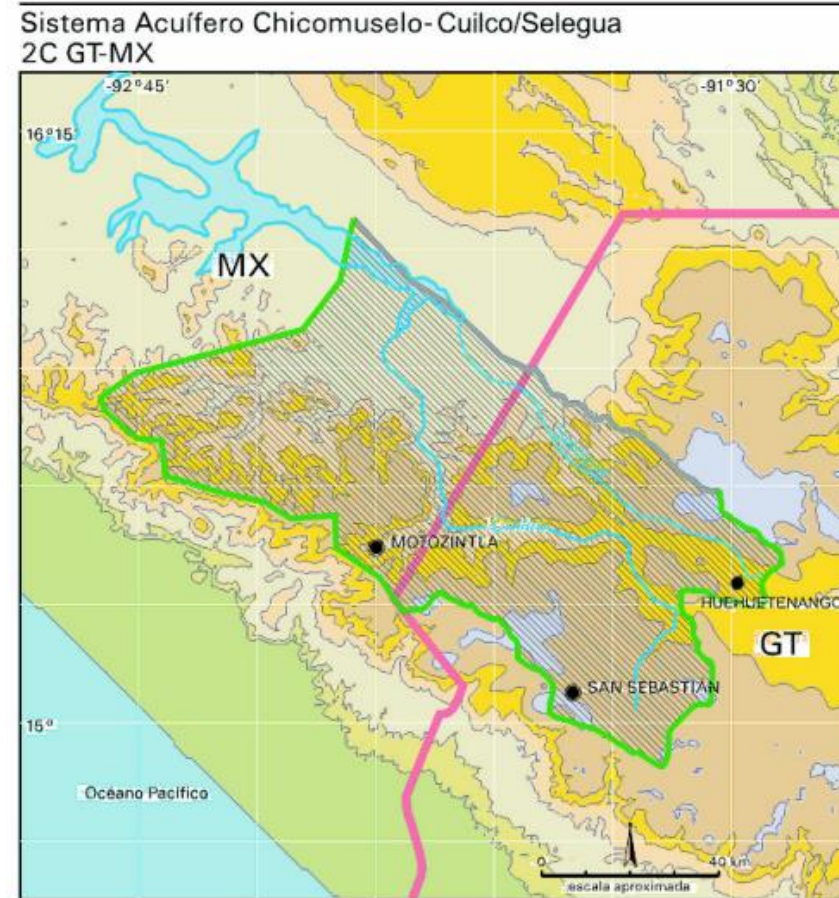 Sistema Acuífero Chicomuselo-Cuilco/Selegua
2C GT-MX
-92°45'
-91°30'
16°15'
MX
MOTOZINTLA
HUEHUETENANGO
GT
SAN SEBASTIÁN
15°
Océano Pacífico
0 40 km
escala aproximada